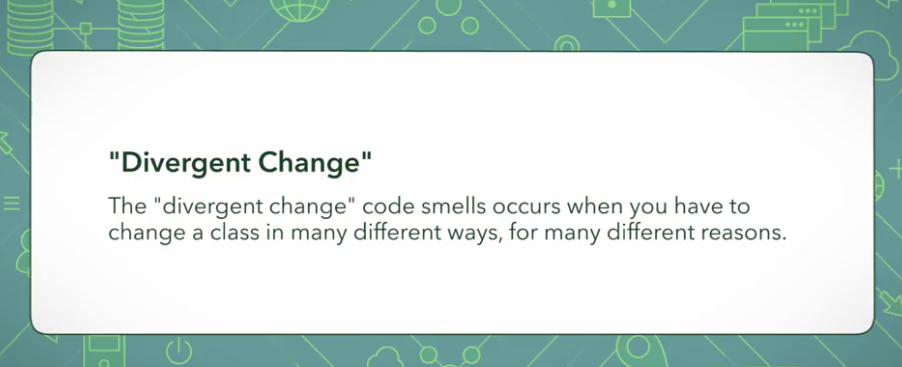 "Divergent Change"
The "divergent change" code smells occurs when you have to
change a class in many different ways, for many different reasons.